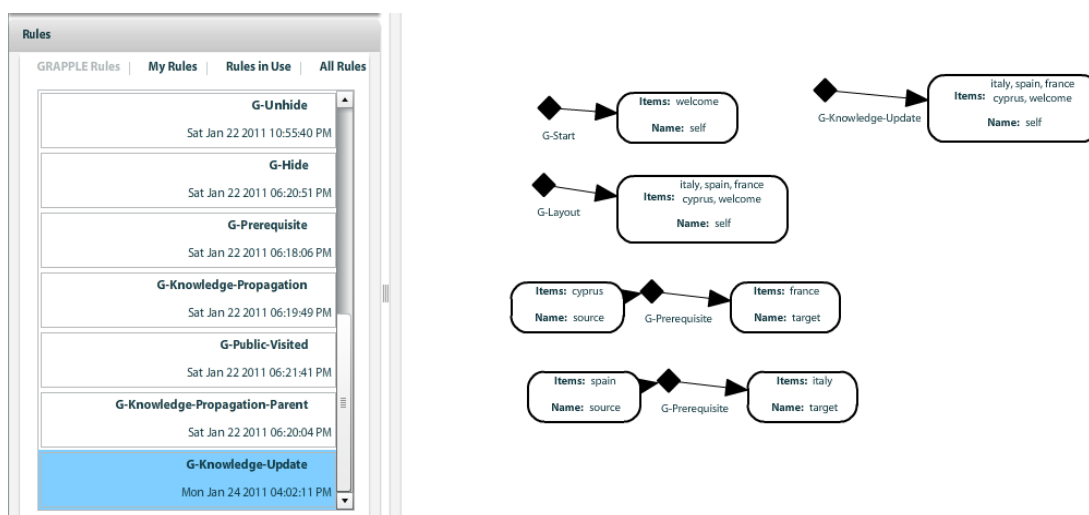 Rules
GRAPPLE Rules | My Rules | Rules in Use | All Rules
G-Unhide
Sat Jan 22 2011 10:55:40 PM
G-Hide
Sat Jan 22 2011 06:20:51 PM
G-Prerequisite
Sat Jan 22 2011 06:18:06 PM
G-Knowledge-Propagation
Sat Jan 22 2011 06:19:49 PM
G-Public-Visited
Sat Jan 22 2011 06:21:41 PM
G-Knowledge-Propagation-Parent
Sat Jan 22 2011 06:20:04 PM
G-Knowledge-Update
Mon Jan 24 2011 04:02:11 PM
G-Start
Items: welcome
Name: self
G-Knowledge-Update
italy, spain, france
Items: cyprus, welcome
Name: self
G-Layout
italy, spain, france
Items: cyprus, welcome
Name: self
Items: cyprus
Name: source
G-Prerequisite
Items: france
Name: target
Items: spain
Name: source
G-Prerequisite
Items: italy
Name: target